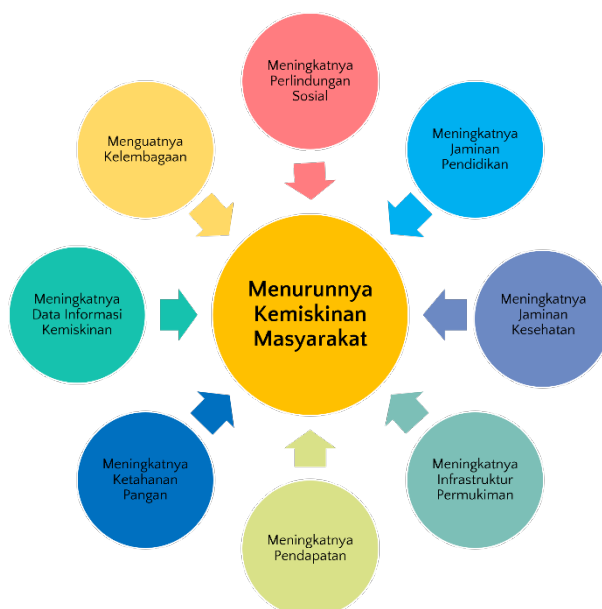 Meningkatnya
Perlindungan
Sosial
Meningkatnya
Jaminan
Pendidikan
Meningkatnya
Jaminan
Kesehatan
Meningkatnya
Infrastruktur
Permukiman
Meningkatnya
Pendapatan
Meningkatnya
Ketahanan
Pangan
Meningkatnya
Data Informasi
Kemiskinan
Menguatnya
Kelembagaan
Menurunnya
Kemiskinan
Masyarakat